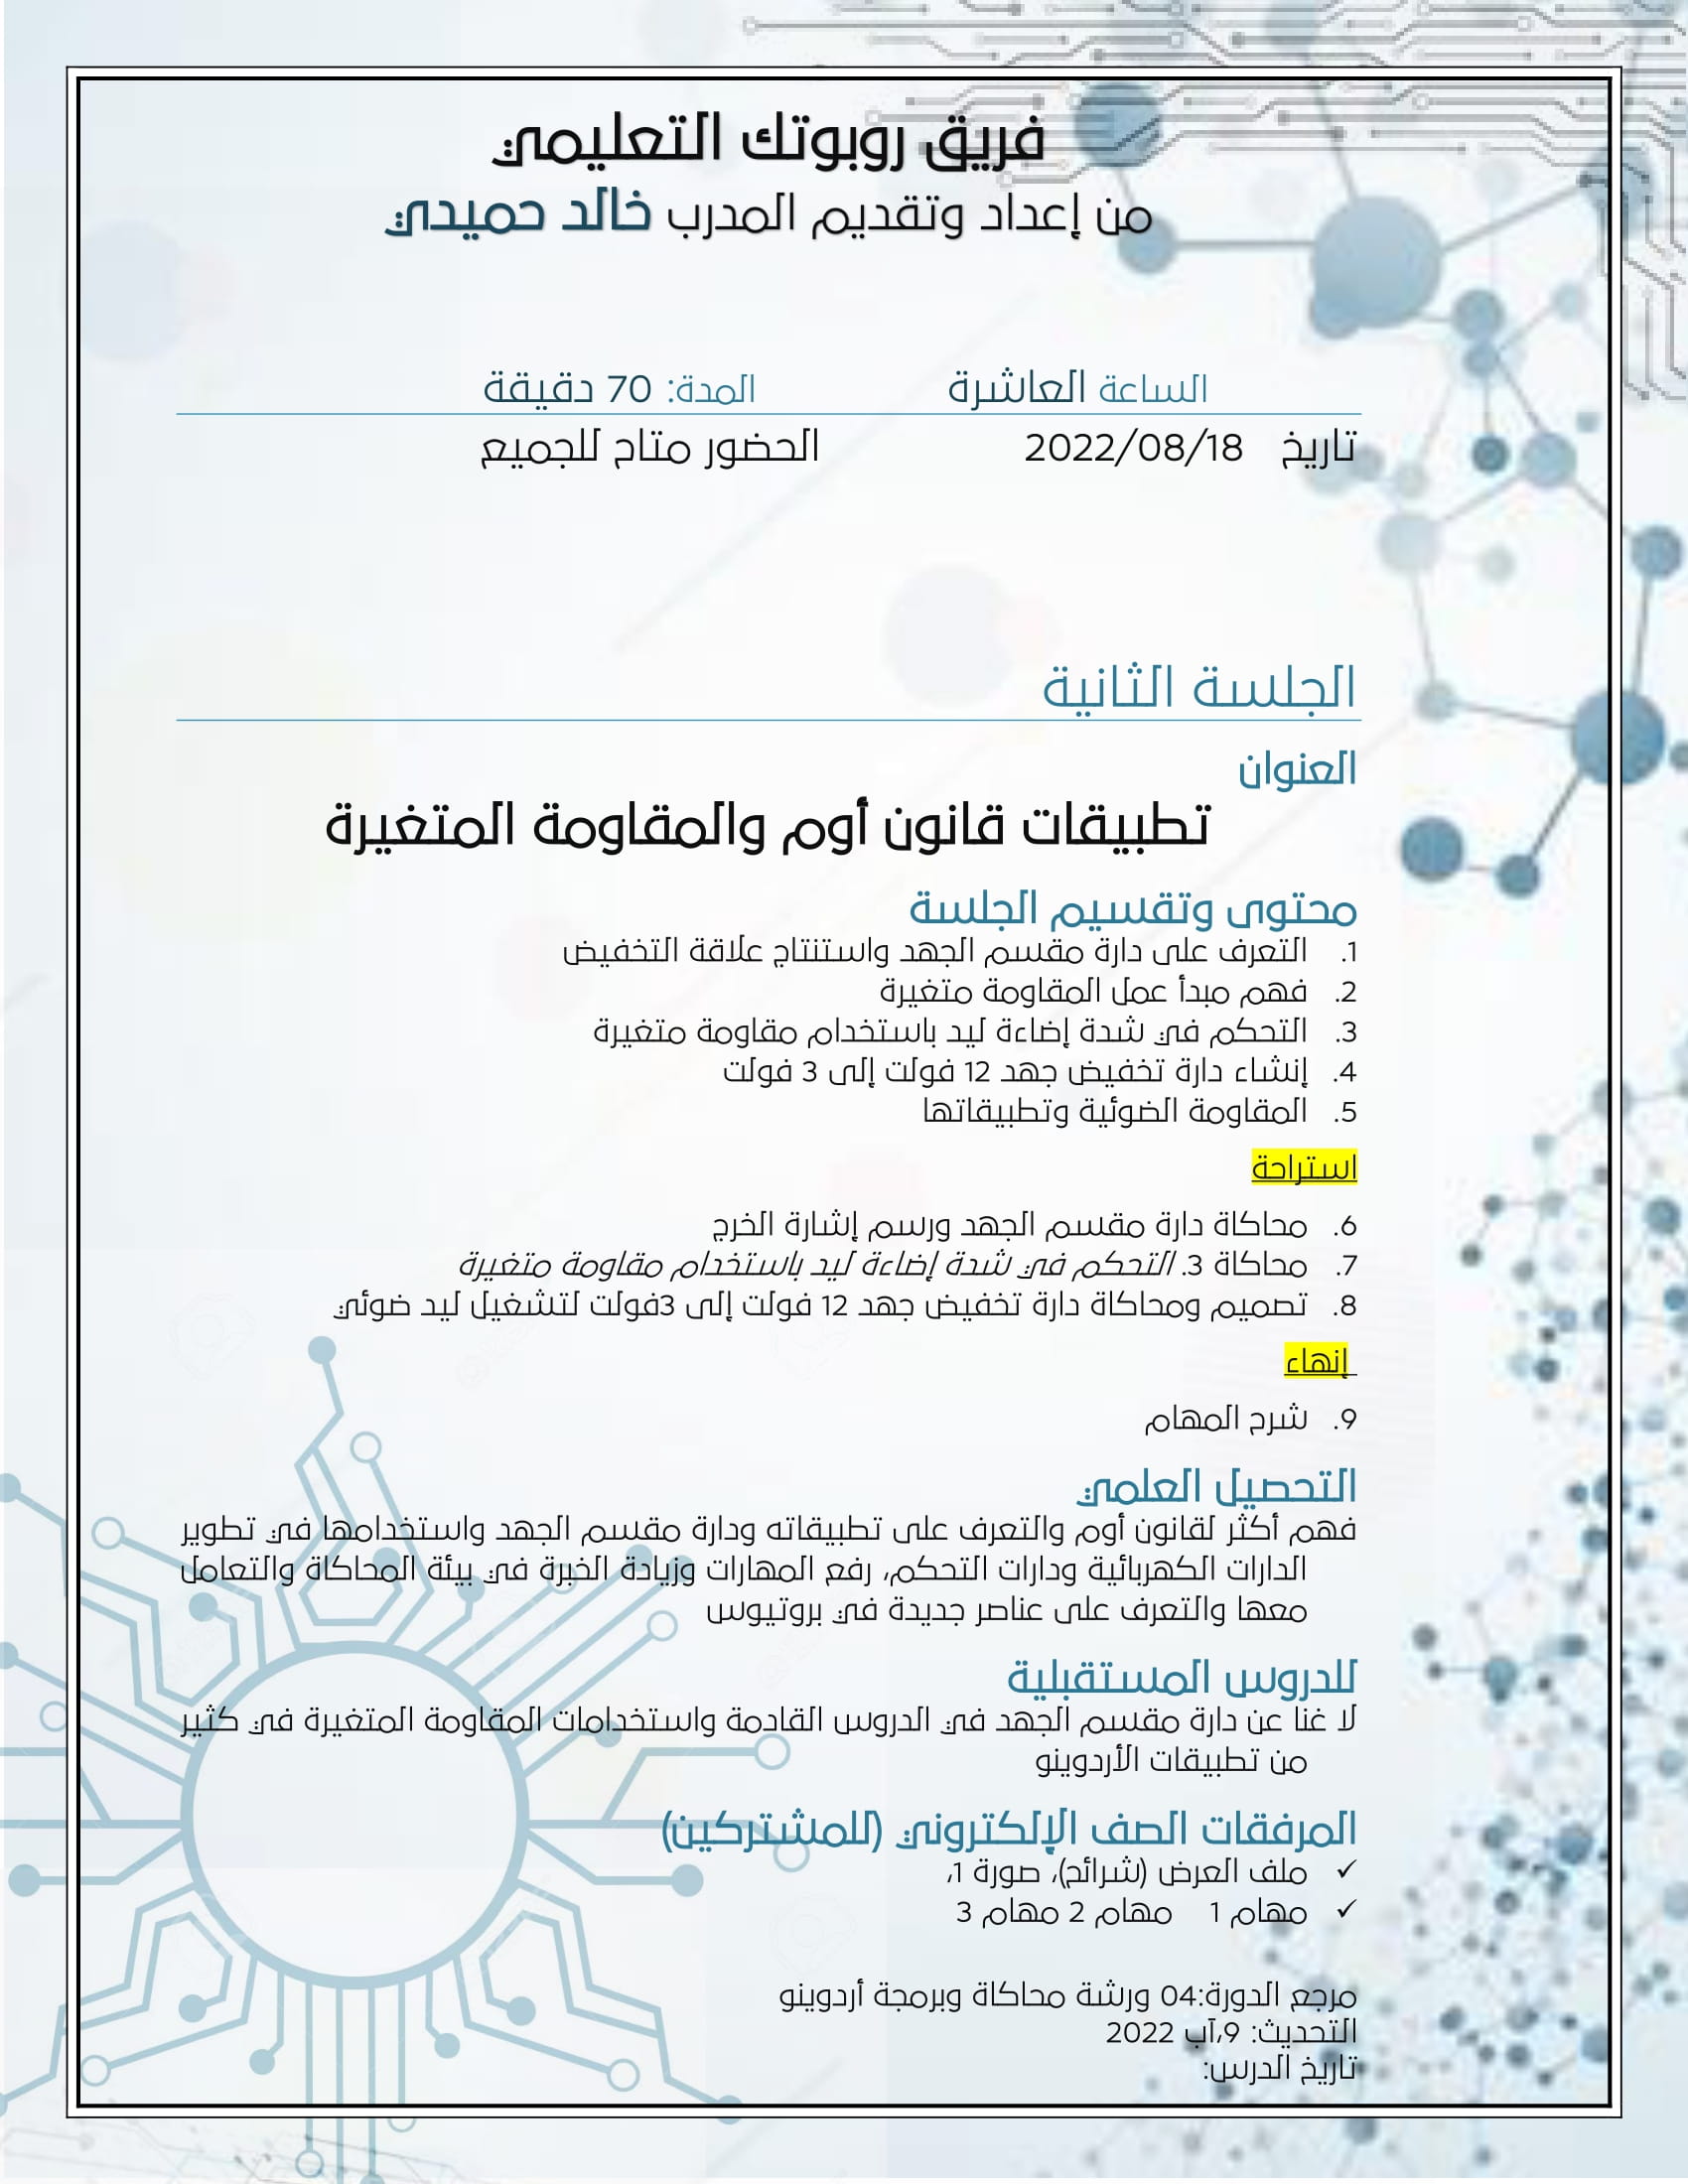 فريق روبوتك التعليمي
من إعداد وتقديم المدرب خالد حميدي
الساعة العاشرة المدة: 70 دقيقة
تاريخ 2022/08/18 الحضور متاح للجميع
الجلسة الثانية
العنوان
تطبيقات قانون أوم والمقاومة المتغيرة
محتوى وتقسيم الجلسة
1. التعرف على دارة مقسم الجهد واستنتاج علاقة التخفيض
2. فهم مبدأ عمل المقاومة متغيرة
3. التحكم في شدة إضاءة ليد باستخدام مقاومة متغيرة
4. إنشاء دارة تخفيض جهد 12 فولت إلى 3 فولت
5. المقاومة الضوئية وتطبيقاتها
استراحة
6. محاكاة دارة مقسم الجهد ورسم إشارة الخرج
7. محاكاة 3. التحكم في شدة إضاءة ليد باستخدام مقاومة متغيرة
8. تصميم ومحاكاة دارة تخفيض جهد 12 فولت إلى 3فولت لتشغيل ليد ضوئي
إنهاء
9. شرح المهام
التحصيل العلمي
فهم أكثر لقانون أوم والتعرف على تطبيقاته ودارة مقسم الجهد واستخدامها في تطوير
الدارات الكهربائية ودارات التحكم، رفع المهارات وزيادة الخبرة في بيئة المحاكاة والتعامل
معها والتعرف على عناصر جديدة في بروتيوس
للدروس المستقبلية
لا غنا عن دارة مقسم الجهد في الدروس القادمة واستخدامات المقاومة المتغيرة في كثير
من تطبيقات الأردوينو
المرفقات الصف الإلكتروني (للمشتركين)
✓ ملف العرض (شرائح)، صورة 1،
✓ مهام 1 مهام 2 مهام 3
مرجع الدورة:04 ورشة محاكاة وبرمجة أردوينو
التحديث: 9،آب 2022
تاريخ الدرس: